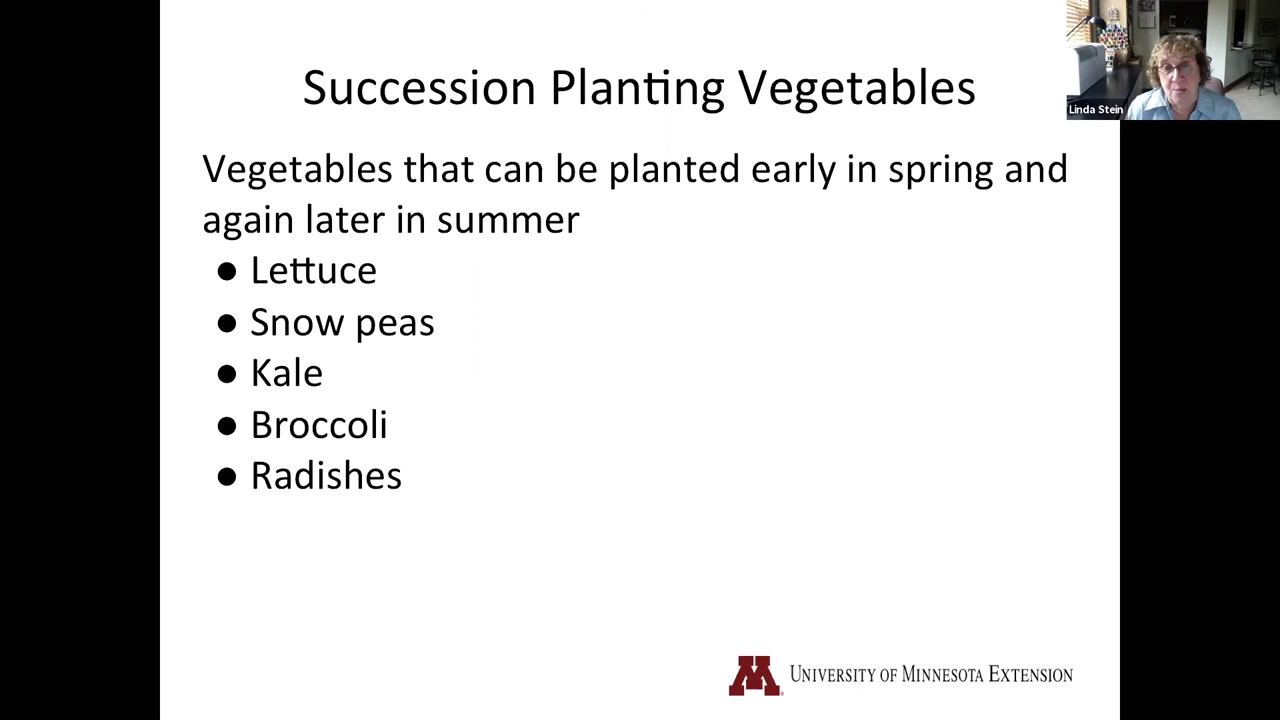 Succession Planting Vegetables
Linda Stein
Vegetables that can be planted early in spring and
again later in summer
● Lettuce
● Snow peas
● Kale
● Broccoli
● Radishes
M UNIVERSITY OF MINNESOTA EXTENSION